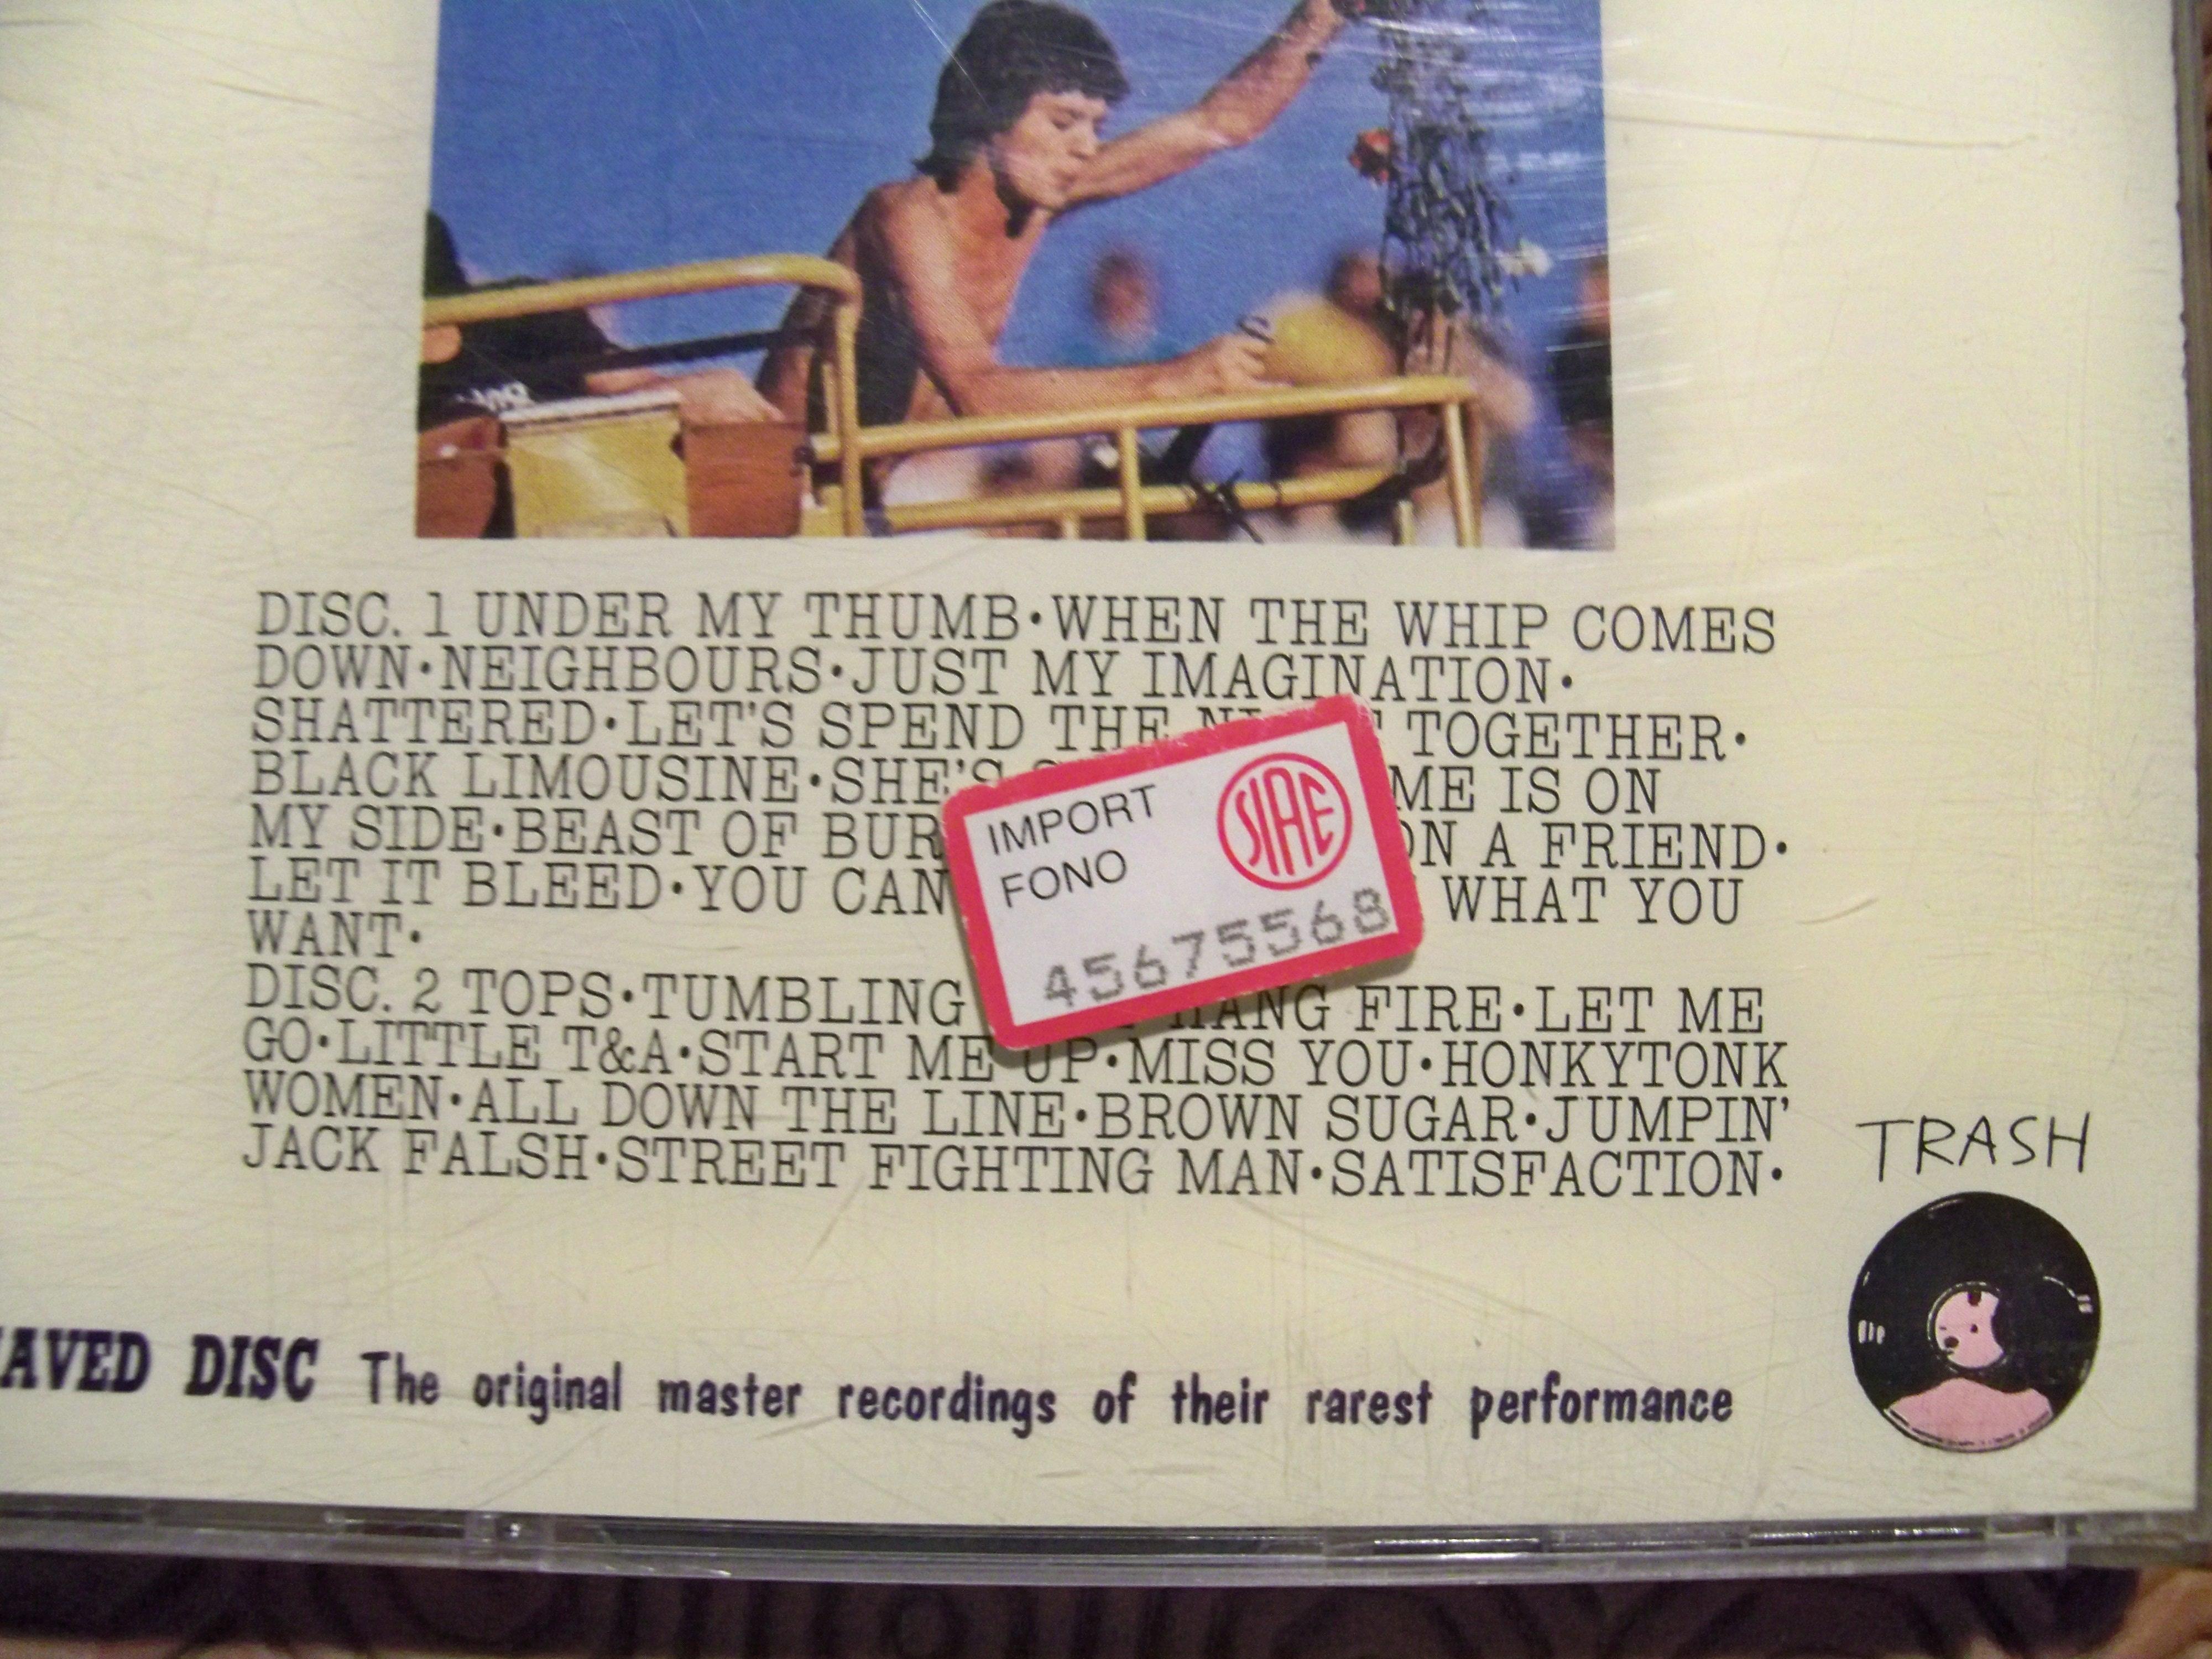 DISC. 1 UNDER MY THUMB·WHEN THE WHIP COMES
DOWN·NEIGHBOURS·JUST MY IMAGINATION·
SHATTERED·LET'S SPEND THE TOGETHER·
BLACK LIMOUSINE·SHE'S ME IS ON
MY SIDE·BEAST OF BUR ON A FRIEND·
LET IT BLEED·YOU CAN WHAT YOU
WANT·
DISC. 2 TOPS·TUMBLING HANG FIRE·LET ME
GO·LITTLE T&A·START ME UP·MISS YOU·HONKYTONK
WOMEN·ALL DOWN THE LINE·BROWN SUGAR·JUMPIN'
JACK FALSH·STREET FIGHTING MAN·SATISFACTION·
IMPORT
FONO
SIAE
45675568
TRASH
AVED DISC The original master recordings of their rarest performance